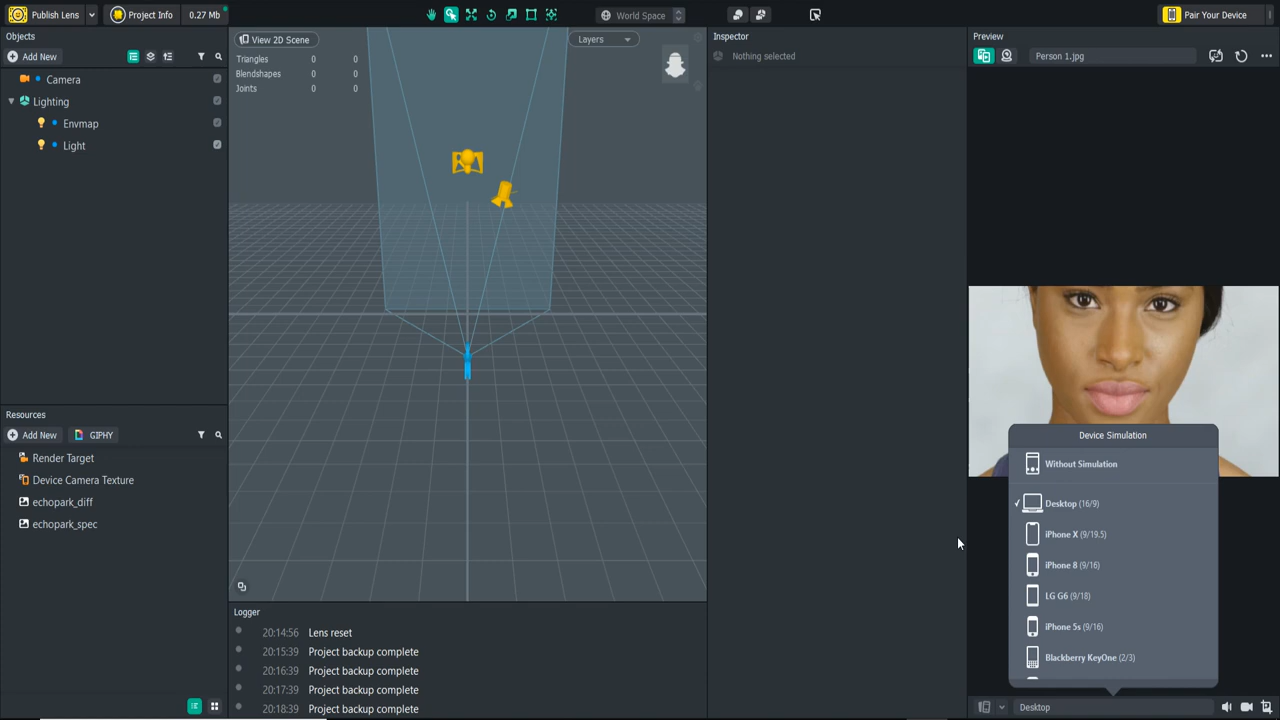 Publish Lens
Project Info
0.27 Mb
World Space
Pair Your Device
Objects
Add New
Camera
Lighting
Envmap
Light
View 2D Scene
Layers
Triangles 0 0
Blendshapes 0 0
Joints 0 0
Inspector
Nothing selected
Preview
Person 1.jpg
Resources
Add New
GIPHY
Render Target
Device Camera Texture
echopark_diff
echopark_spec
Logger
20:14:56 Lens reset
20:15:39 Project backup complete
20:16:39 Project backup complete
20:17:39 Project backup complete
20:18:39 Project backup complete
Device Simulation
Without Simulation
Desktop (16/9)
iPhone X (9/19.5)
iPhone 8 (9/16)
LG G6 (9/18)
iPhone 5s (9/16)
Blackberry KeyOne (2/3)
Desktop